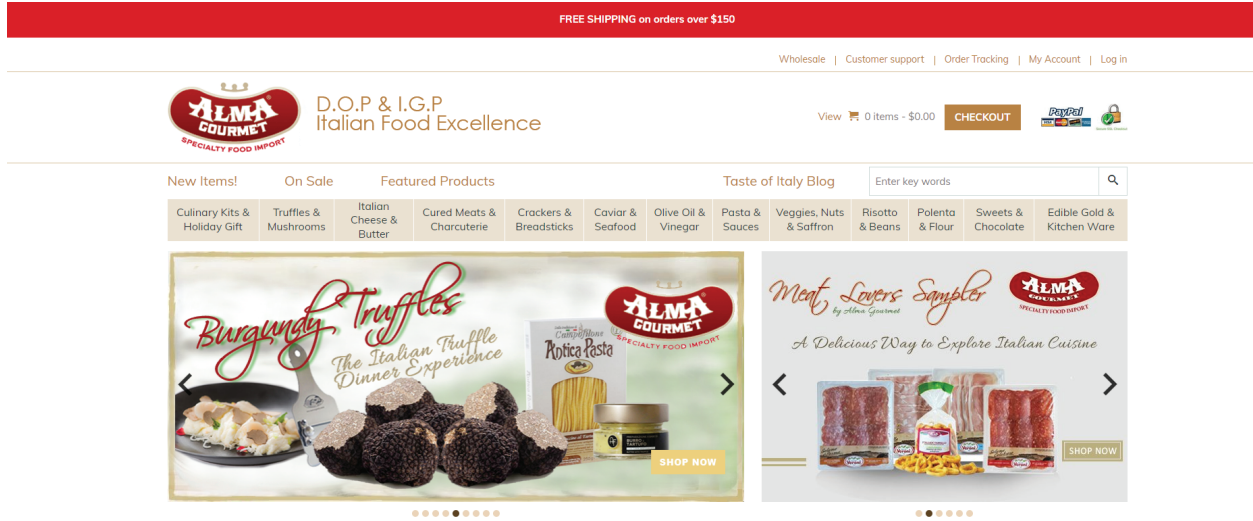 FREE SHIPPING on orders over $150
Wholesale | Customer support | Order Tracking | My Account | Log in
ALMA
GOURMET
SPECIALTY FOOD IMPORT
D.O.P & I.G.P
Italian Food Excellence
View 0 items - $0.00 CHECKOUT
PayPal
New Items! On Sale Featured Products Taste of Italy Blog Enter key words
Culinary Kits &
Holiday Gift
Truffles &
Mushrooms
Italian
Cheese &
Butter
Cured Meats &
Charcuterie
Crackers &
Breadsticks
Caviar &
Seafood
Olive Oil &
Vinegar
Pasta &
Sauces
Veggies, Nuts
& Saffron
Risotto
& Beans
Polenta
& Flour
Sweets &
Chocolate
Edible Gold &
Kitchen Ware
Burgundy Truffles
The Italian Truffle
Dinner Experience
ALMA
GOURMET
SPECIALTY FOOD IMPORT
Campofilone
Antica Pasta
SHOP NOW
Meat Lovers Sampler
by Alma Gourmet
ALMA
GOURMET
SPECIALTY FOOD IMPORT
A Delicious Way to Explore Italian Cuisine
SHOP NOW